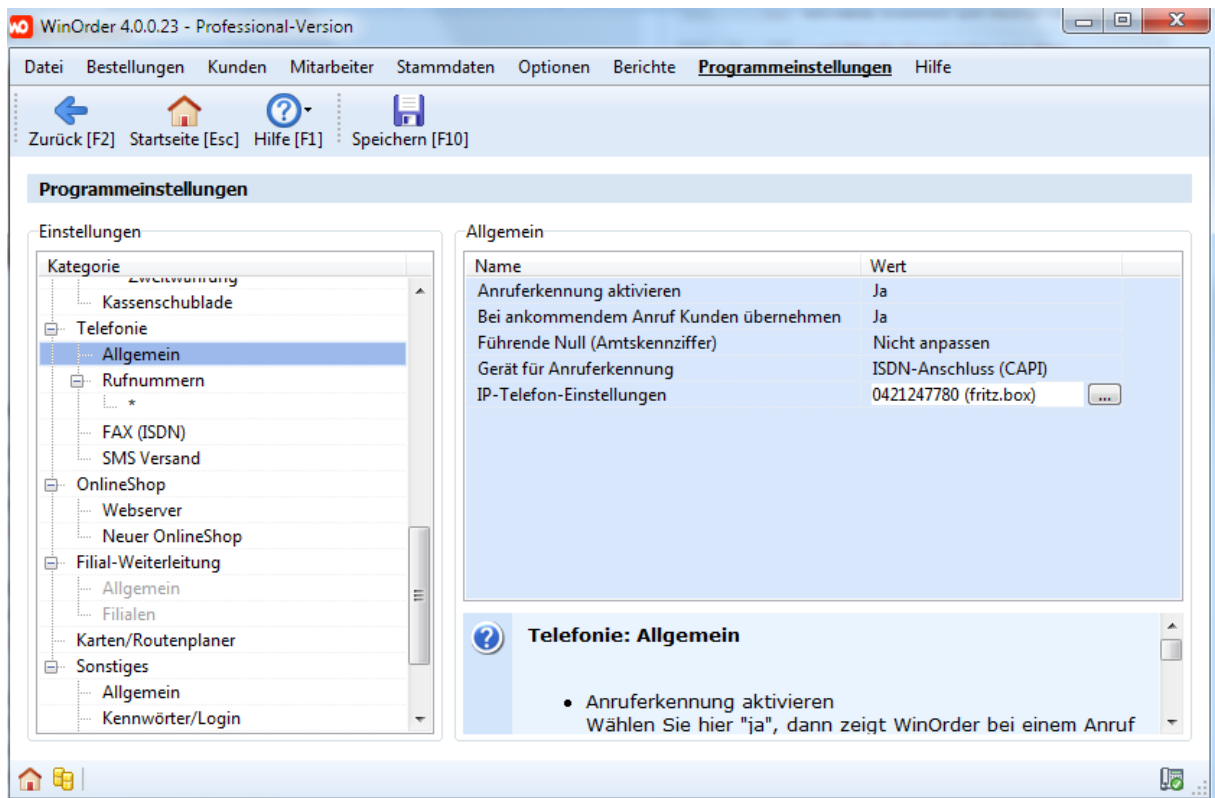 WinOrder 4.0.0.23 - Professional-Version
Datei Bestellungen Kunden Mitarbeiter Stammdaten Optionen Berichte Programmeinstellungen Hilfe
Zurück [F2] Startseite [Esc] Hilfe [F1] Speichern [F10]
Programmeinstellungen
Einstellungen
Kategorie
Zweitwährung
Kassenschublade
Telefonie
Allgemein
Rufnummern
*
FAX (ISDN)
SMS Versand
OnlineShop
Webserver
Neuer OnlineShop
Filial-Weiterleitung
Allgemein
Filialen
Karten/Routenplaner
Sonstiges
Allgemein
Kennwörter/Login
Allgemein
Name Wert
Anruferkennung aktivieren Ja
Bei ankommendem Anruf Kunden übernehmen Ja
Führende Null (Amtskennziffer) Nicht anpassen
Gerät für Anruferkennung ISDN-Anschluss (CAPI)
IP-Telefon-Einstellungen 0421247780 (fritz.box) ...
Telefonie: Allgemein
• Anruferkennung aktivieren
Wählen Sie hier "ja", dann zeigt WinOrder bei einem Anruf